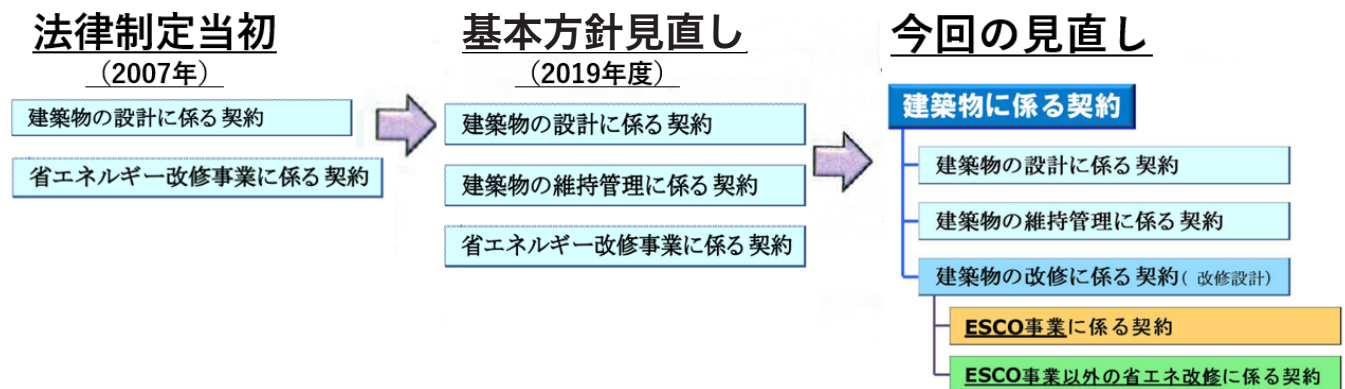 法律制定当初
（2007年）
建築物の設計に係る契約
省エネルギー改修事業に係る契約
基本方針見直し
（2019年度）
建築物の設計に係る契約
建築物の維持管理に係る契約
省エネルギー改修事業に係る契約
今回の見直し
建築物に係る契約
建築物の設計に係る契約
建築物の維持管理に係る契約
建築物の改修に係る契約（改修設計）
ESCO事業に係る契約
ESCO事業以外の省エネ改修に係る契約